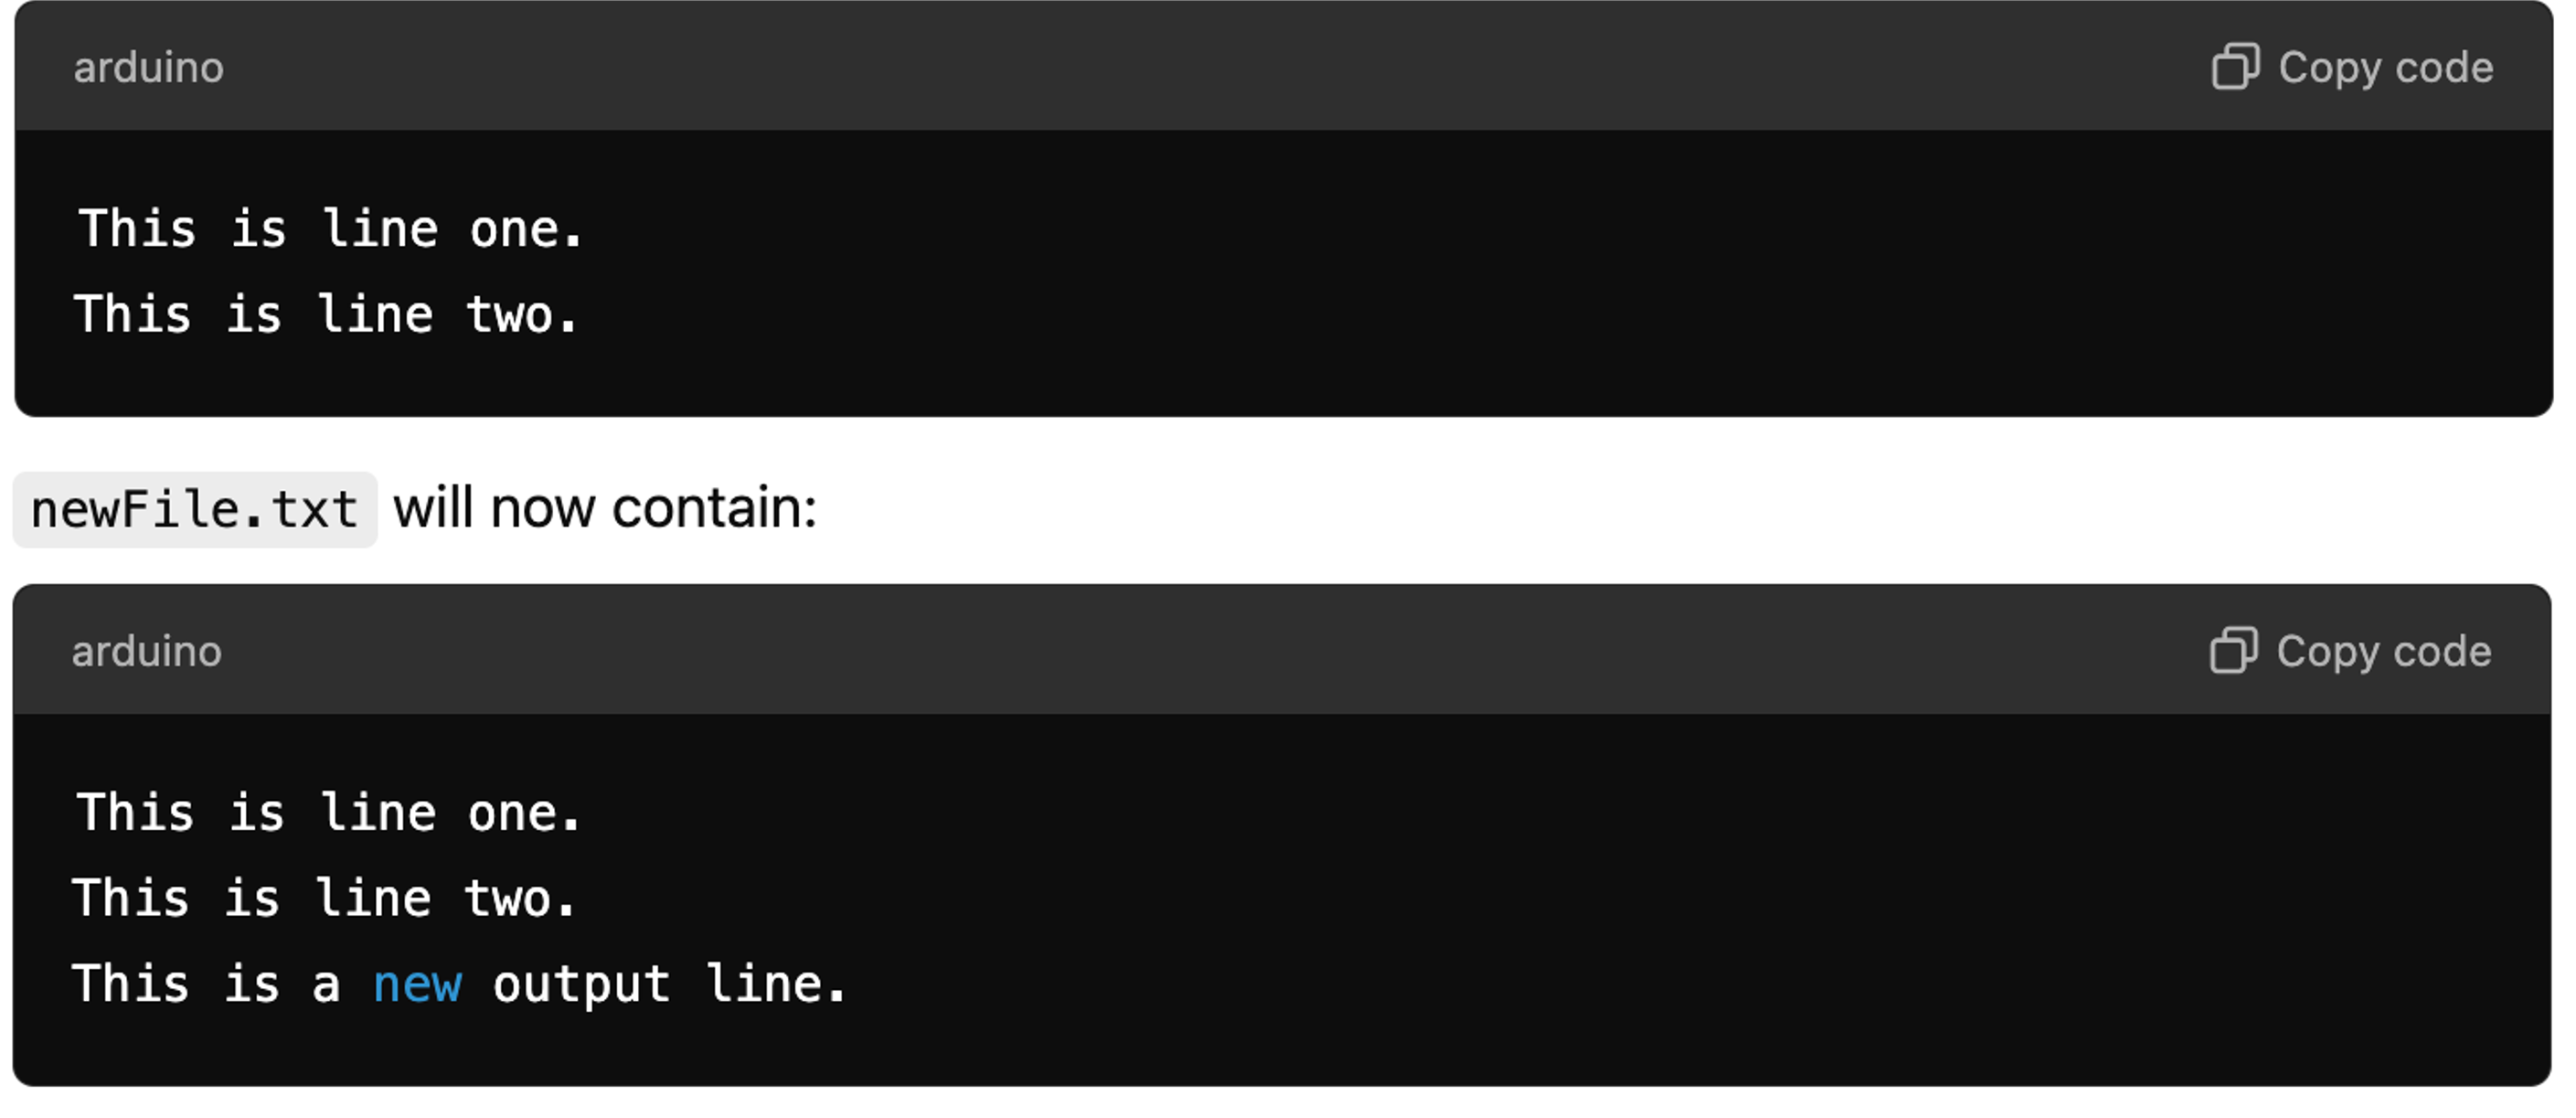 arduino Copy code
This is line one.
This is line two.
newFile.txt will now contain:
arduino Copy code
This is line one.
This is line two.
This is a new output line.